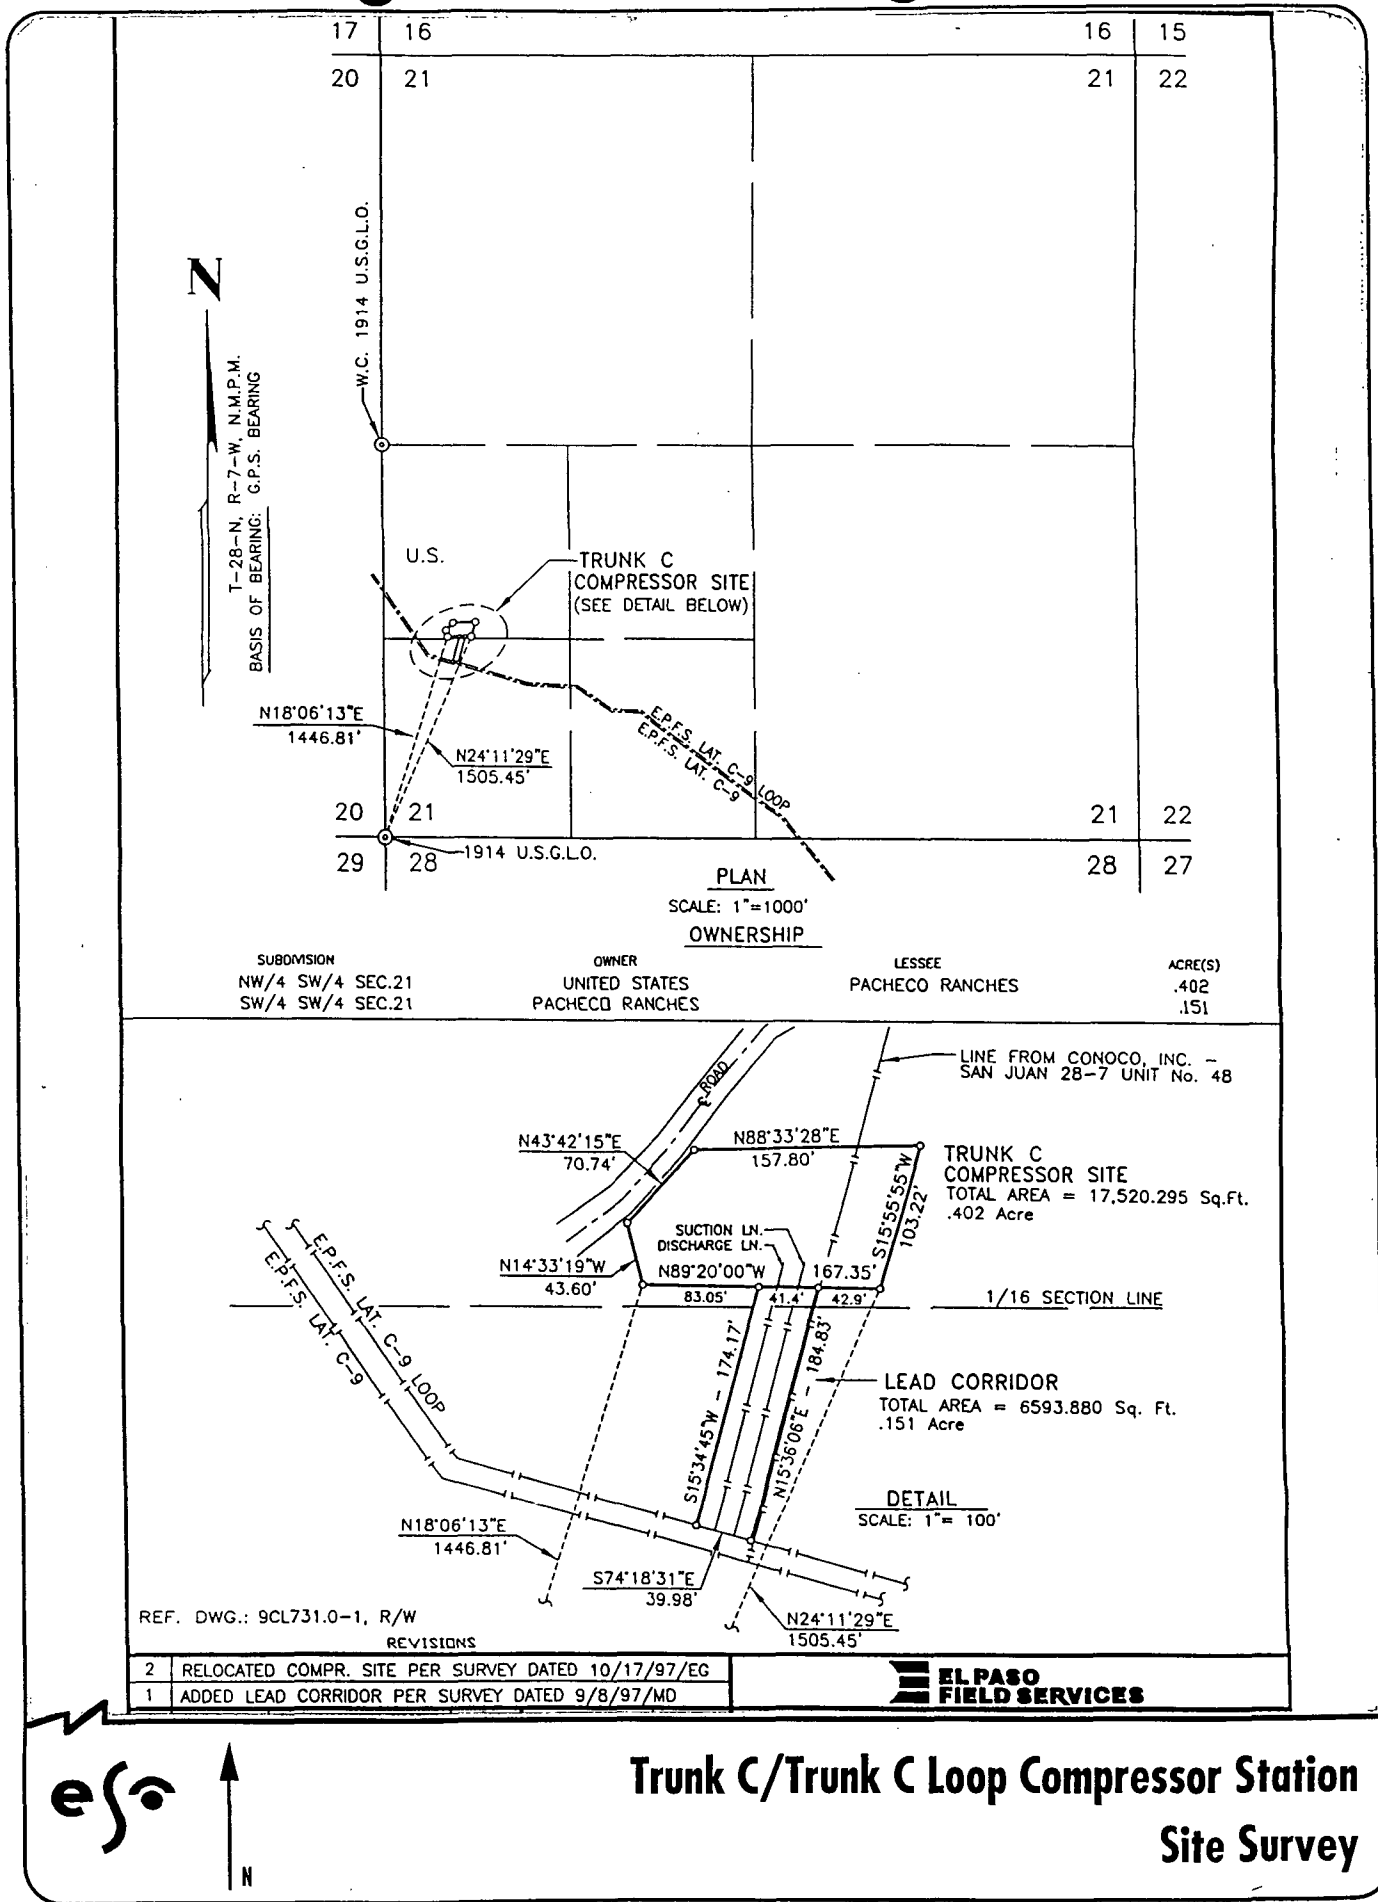 17 16
16 15
20 21
21 22
W.C. 1914 U.S.G.L.O.
N
T-28-N, R-7-W, N.M.P.M.
BASIS OF BEARING: G.P.S. BEARING
U.S.
TRUNK C
COMPRESSOR SITE
(SEE DETAIL BELOW)
N18°06'13"E
1446.81'
N24°11'29"E
1505.45'
E.P.F.S. LAT. C-9 LOOP
E.P.F.S. LAT. C-9
20 21
21 22
29 28
1914 U.S.G.L.O.
28 27
PLAN
SCALE: 1"=1000'
OWNERSHIP
SUBDIVISION OWNER LESSEE ACRE(S)
NW/4 SW/4 SEC.21 UNITED STATES PACHECO RANCHES .402
SW/4 SW/4 SEC.21 PACHECO RANCHES .151
LINE FROM CONOCO, INC. -
SAN JUAN 28-7 UNIT No. 48
℄ ROAD
N43°42'15"E
70.74'
N88°33'28"E
157.80'
TRUNK C
COMPRESSOR SITE
TOTAL AREA = 17,520.295 Sq.Ft.
.402 Acre
S15°55'55"W
103.22'
SUCTION LN.
DISCHARGE LN.
N14°33'19"W
43.60'
N89°20'00"W 167.35'
83.05' 41.4' 42.9'
1/16 SECTION LINE
E.P.F.S. LAT. C-9 LOOP
E.P.F.S. LAT. C-9
S15°34'45"W - 174.17'
N15°36'06"E - 184.83'
LEAD CORRIDOR
TOTAL AREA = 6593.880 Sq. Ft.
.151 Acre
DETAIL
SCALE: 1"= 100'
N18°06'13"E
1446.81'
S74°18'31"E
39.98'
N24°11'29"E
1505.45'
REF. DWG.: 9CL731.0-1, R/W
REVISIONS
2 RELOCATED COMPR. SITE PER SURVEY DATED 10/17/97/EG
1 ADDED LEAD CORRIDOR PER SURVEY DATED 9/8/97/MD
EL PASO
FIELD SERVICES
Trunk C/Trunk C Loop Compressor Station
Site Survey
N